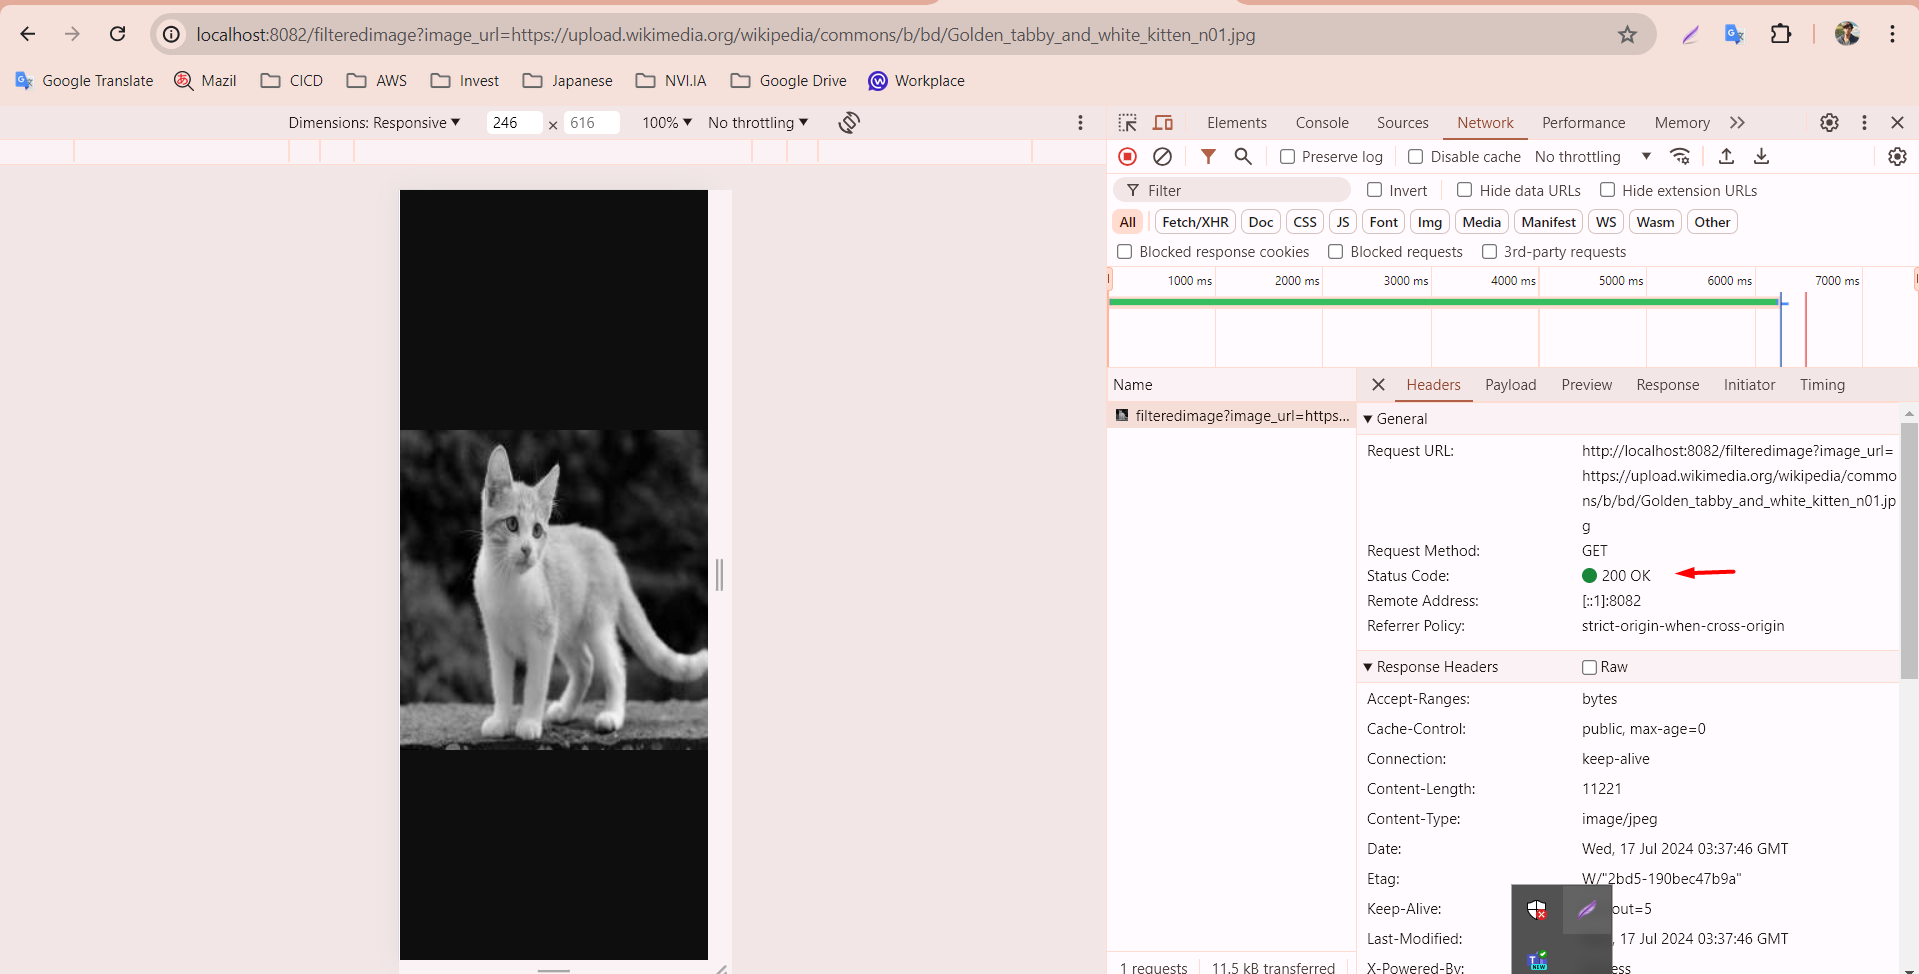 localhost:8082/filteredimage?image_url=https://upload.wikimedia.org/wikipedia/commons/b/bd/Golden_tabby_and_white_kitten_n01.jpg
Google Translate Mazil CICD AWS Invest Japanese NVI.IA Google Drive Workplace
Dimensions: Responsive 246 × 616 100% No throttling
Elements Console Sources Network Performance Memory
Preserve log Disable cache No throttling
Filter Invert Hide data URLs Hide extension URLs
All Fetch/XHR Doc CSS JS Font Img Media Manifest WS Wasm Other
Blocked response cookies Blocked requests 3rd-party requests
1000 ms 2000 ms 3000 ms 4000 ms 5000 ms 6000 ms 7000 ms
Name Headers Payload Preview Response Initiator Timing
filteredimage?image_url=https...
General
Request URL: http://localhost:8082/filteredimage?image_url=
https://upload.wikimedia.org/wikipedia/commo
ns/b/bd/Golden_tabby_and_white_kitten_n01.jp
g
Request Method: GET
Status Code: 200 OK
Remote Address: [::1]:8082
Referrer Policy: strict-origin-when-cross-origin
Response Headers Raw
Accept-Ranges: bytes
Cache-Control: public, max-age=0
Connection: keep-alive
Content-Length: 11221
Content-Type: image/jpeg
Date: Wed, 17 Jul 2024 03:37:46 GMT
Etag: W/"2bd5-190bec47b9a"
Keep-Alive: out=5
Last-Modified: 17 Jul 2024 03:37:46 GMT
X-Powered-By: ess
1 requests 11.5 kB transferred